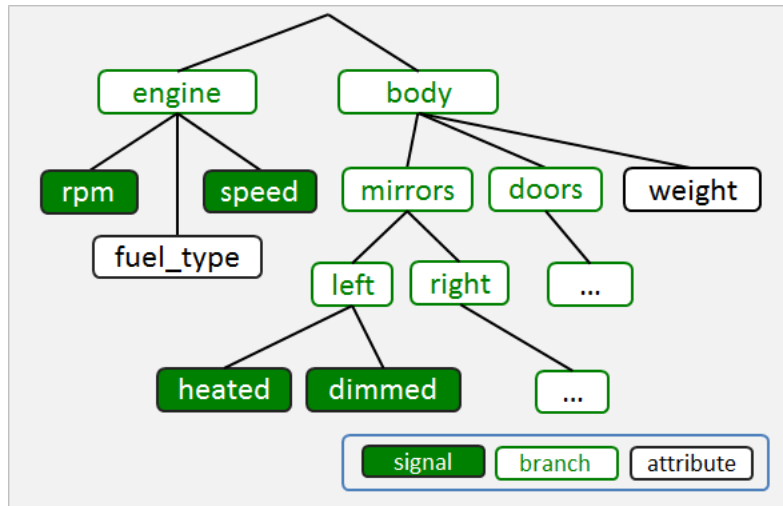 engine
body
rpm
speed
mirrors
doors
weight
fuel_type
left
right
...
heated
dimmed
...
signal
branch
attribute